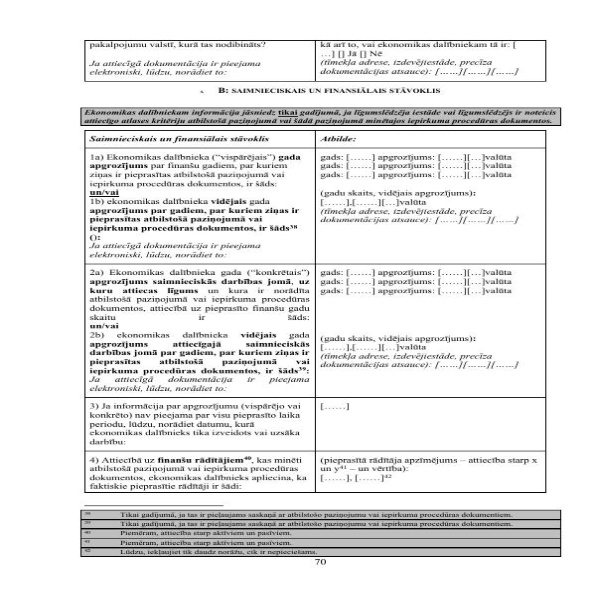 pakalpojumu valstī, kurā tas nodibināts?
Ja attiecīgā dokumentācija ir pieejama
elektroniski, lūdzu, norādiet to:
kā arī to, vai ekonomikas dalībniekam tā ir: [
…] [] Jā [] Nē
(tīmekļa adrese, izdevējiestāde, precīza
dokumentācijas atsauce): [……][……][……]
B: SAIMNIECISKAIS UN FINANSIĀLAIS STĀVOKLIS
Ekonomikas dalībniekam informācija jāsniedz tikai gadījumā, ja līgumslēdzēja iestāde vai līgumslēdzējs ir noteicis
attiecīgo atlases kritēriju atbilstošā paziņojumā vai šādā paziņojumā minētajos iepirkuma procedūras dokumentos.
Saimnieciskais un finansiālais stāvoklis
Atbilde:
1a) Ekonomikas dalībnieka (“vispārējais”) gada
apgrozījums par finanšu gadiem, par kuriem
ziņas ir pieprasītas atbilstošā paziņojumā vai
iepirkuma procedūras dokumentos, ir šāds:
un/vai
1b) ekonomikas dalībnieka vidējais gada
apgrozījums par gadiem, par kuriem ziņas ir
pieprasītas atbilstošā paziņojumā vai
iepirkuma procedūras dokumentos, ir šāds³⁸
():
Ja attiecīgā dokumentācija ir pieejama
elektroniski, lūdzu, norādiet to:
gads: [……] apgrozījums: [……][…]valūta
gads: [……] apgrozījums: [……][…]valūta
gads: [……] apgrozījums: [……][…]valūta
(gadu skaits, vidējais apgrozījums):
[……],[……][…]valūta
(tīmekļa adrese, izdevējiestāde, precīza
dokumentācijas atsauce): [……][……][……]
2a) Ekonomikas dalībnieka gada (“konkrētais”)
apgrozījums saimnieciskās darbības jomā, uz
kuru attiecas līgums un kura ir norādīta
atbilstošā paziņojumā vai iepirkuma procedūras
dokumentos, attiecībā uz pieprasīto finanšu gadu
skaitu ir šāds:
un/vai
2b) ekonomikas dalībnieka vidējais gada
apgrozījums attiecīgajā saimnieciskās
darbības jomā par gadiem, par kuriem ziņas ir
pieprasītas atbilstošā paziņojumā vai
iepirkuma procedūras dokumentos, ir šāds³⁹:
Ja attiecīgā dokumentācija ir pieejama
elektroniski, lūdzu, norādiet to:
gads: [……] apgrozījums: [……][…]valūta
gads: [……] apgrozījums: [……][…]valūta
gads: [……] apgrozījums: [……][…]valūta
(gadu skaits, vidējais apgrozījums):
[……],[……][…]valūta
(tīmekļa adrese, izdevējiestāde, precīza
dokumentācijas atsauce): [……][……][……]
3) Ja informācija par apgrozījumu (vispārējo vai
konkrēto) nav pieejama par visu pieprasīto laika
periodu, lūdzu, norādiet datumu, kurā
ekonomikas dalībnieks tika izveidots vai uzsāka
darbību:
[……]
4) Attiecībā uz finanšu rādītājiem⁴⁰, kas minēti
atbilstošā paziņojumā vai iepirkuma procedūras
dokumentos, ekonomikas dalībnieks apliecina, ka
faktiskie pieprasītie rādītāji ir šādi:
(pieprasītā rādītāja apzīmējums – attiecība starp x
un y⁴¹ – un vērtība):
[……], [……]⁴²
³⁸ Tikai gadījumā, ja tas ir pieļaujams saskaņā ar atbilstošo paziņojumu vai iepirkuma procedūras dokumentiem.
³⁹ Tikai gadījumā, ja tas ir pieļaujams saskaņā ar atbilstošo paziņojumu vai iepirkuma procedūras dokumentiem.
⁴⁰ Piemēram, attiecība starp aktīviem un pasīviem.
⁴¹ Piemēram, attiecība starp aktīviem un pasīviem.
⁴² Lūdzu, iekļaujiet tik daudz norāžu, cik ir nepieciešams.
70